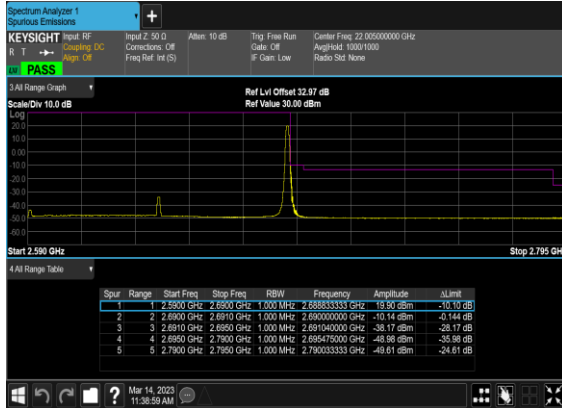 Spectrum Analyzer 1
Spurious Emissions
+
KEYSIGHT Input: RF Input Z: 50 Ω Atten: 10 dB Trig: Free Run Center Freq: 22.005000000 GHz
R T Coupling: DC Corrections: Off Gate: Off Avg|Hold: 1000/1000
Align: Off Freq Ref: Int (S) IF Gain: Low Radio Std: None
PASS
3 All Range Graph Ref Lvl Offset 32.97 dB
Scale/Div 10.0 dB Ref Value 30.00 dBm
Log
20.0
10.0
0.00
-10.0
-20.0
-30.0
-40.0
-50.0
-60.0
Start 2.590 GHz Stop 2.795 GH
4 All Range Table
Spur Range Start Freq Stop Freq RBW Frequency Amplitude ΔLimit
1 1 2.5900 GHz 2.6900 GHz 1.000 MHz 2.688833333 GHz 19.90 dBm -10.10 dB
2 2 2.6900 GHz 2.6910 GHz 1.000 MHz 2.690000000 GHz -10.14 dBm -0.144 dB
3 3 2.6910 GHz 2.6950 GHz 1.000 MHz 2.691040000 GHz -38.17 dBm -28.17 dB
4 4 2.6950 GHz 2.7900 GHz 1.000 MHz 2.695475000 GHz -48.98 dBm -35.98 dB
5 5 2.7900 GHz 2.7950 GHz 1.000 MHz 2.790033333 GHz -49.61 dBm -24.61 dB
? Mar 14, 2023
11:38:59 AM